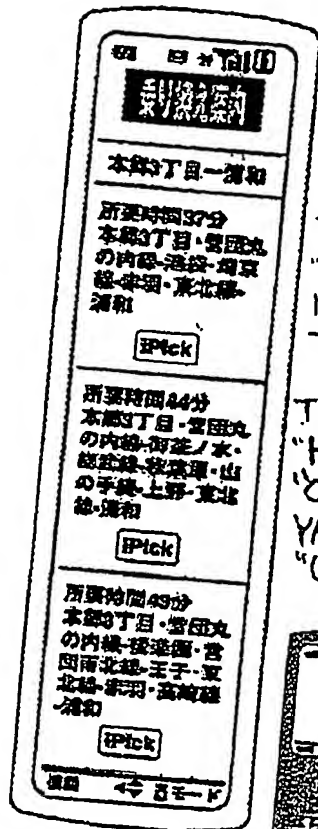 乗り換え案内
本郷3丁目ー浦和
所要時間37分
本郷3丁目・営団丸
の内線-池袋-埼京
線-赤羽・東北線-
浦和
iPick
所要時間44分
本郷3丁目・営団丸
の内線-御茶ノ水・
総武線-秋葉原・山
の手線-上野・東北
線-浦和
iPick
所要時間49分
本郷3丁目・営団丸
の内線-後楽園・営
団南北線-王子・東
北線-赤羽・高崎線
-浦和
iPick